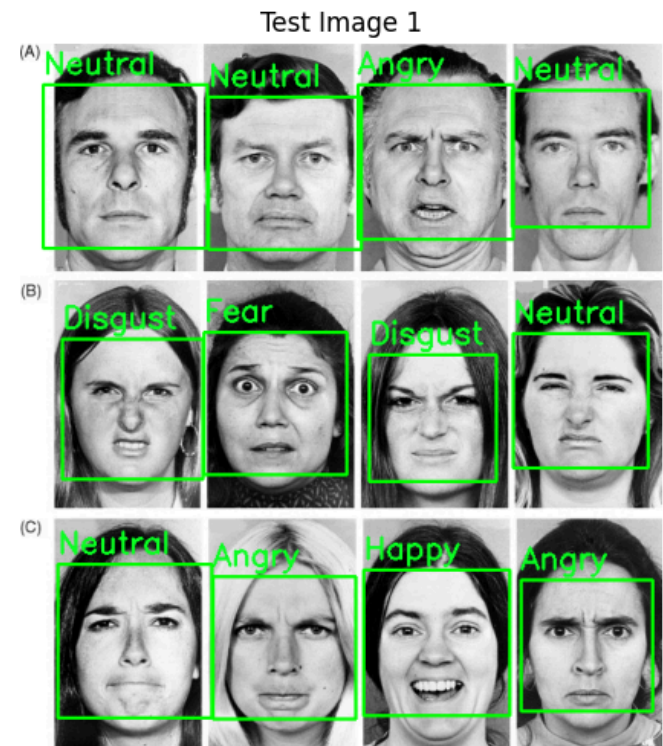 Test Image 1
(A)
Neutral
Neutral
Angry
Neutral
(B)
Disgust
Fear
Disgust
Neutral
(C)
Neutral
Angry
Happy
Angry